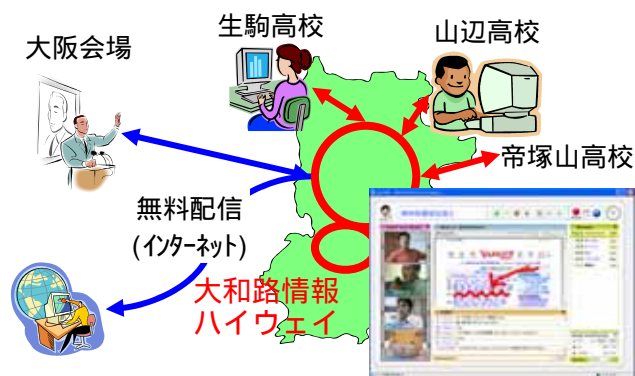 生駒高校
山辺高校
大阪会場
帝塚山高校
無料配信
(インターネット)
大和路情報
ハイウェイ
YAHOO!